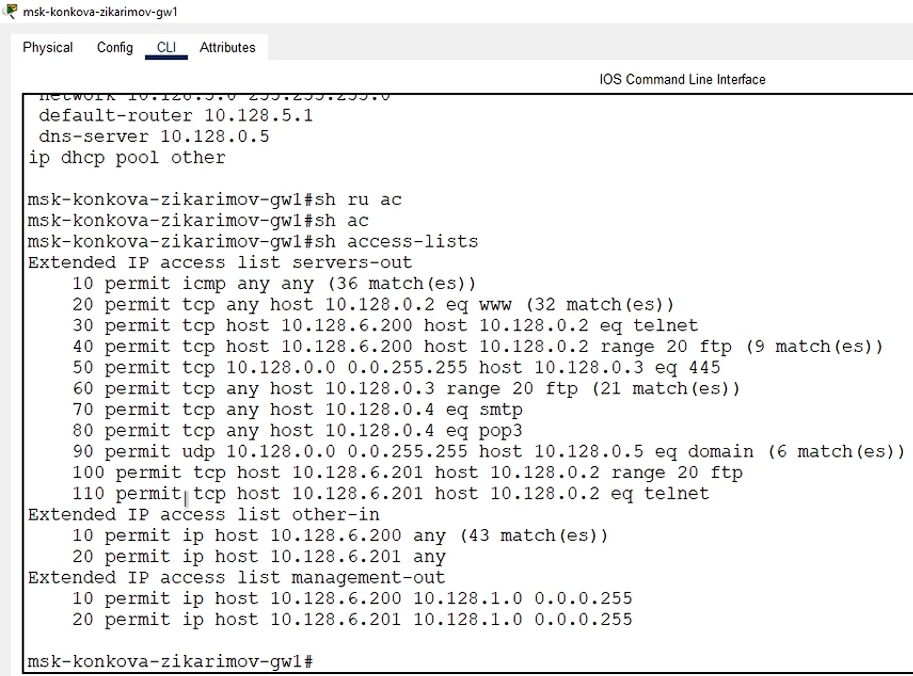 msk-konkova-zikarimov-gw1
Physical Config CLI Attributes
IOS Command Line Interface
network 10.128.5.0 255.255.255.0
default-router 10.128.5.1
dns-server 10.128.0.5
ip dhcp pool other
msk-konkova-zikarimov-gw1#sh ru ac
msk-konkova-zikarimov-gw1#sh ac
msk-konkova-zikarimov-gw1#sh access-lists
Extended IP access list servers-out
10 permit icmp any any (36 match(es))
20 permit tcp any host 10.128.0.2 eq www (32 match(es))
30 permit tcp host 10.128.6.200 host 10.128.0.2 eq telnet
40 permit tcp host 10.128.6.200 host 10.128.0.2 range 20 ftp (9 match(es))
50 permit tcp 10.128.0.0 0.0.255.255 host 10.128.0.3 eq 445
60 permit tcp any host 10.128.0.3 range 20 ftp (21 match(es))
70 permit tcp any host 10.128.0.4 eq smtp
80 permit tcp any host 10.128.0.4 eq pop3
90 permit udp 10.128.0.0 0.0.255.255 host 10.128.0.5 eq domain (6 match(es))
100 permit tcp host 10.128.6.201 host 10.128.0.2 range 20 ftp
110 permit tcp host 10.128.6.201 host 10.128.0.2 eq telnet
Extended IP access list other-in
10 permit ip host 10.128.6.200 any (43 match(es))
20 permit ip host 10.128.6.201 any
Extended IP access list management-out
10 permit ip host 10.128.6.200 10.128.1.0 0.0.0.255
20 permit ip host 10.128.6.201 10.128.1.0 0.0.0.255
msk-konkova-zikarimov-gw1#